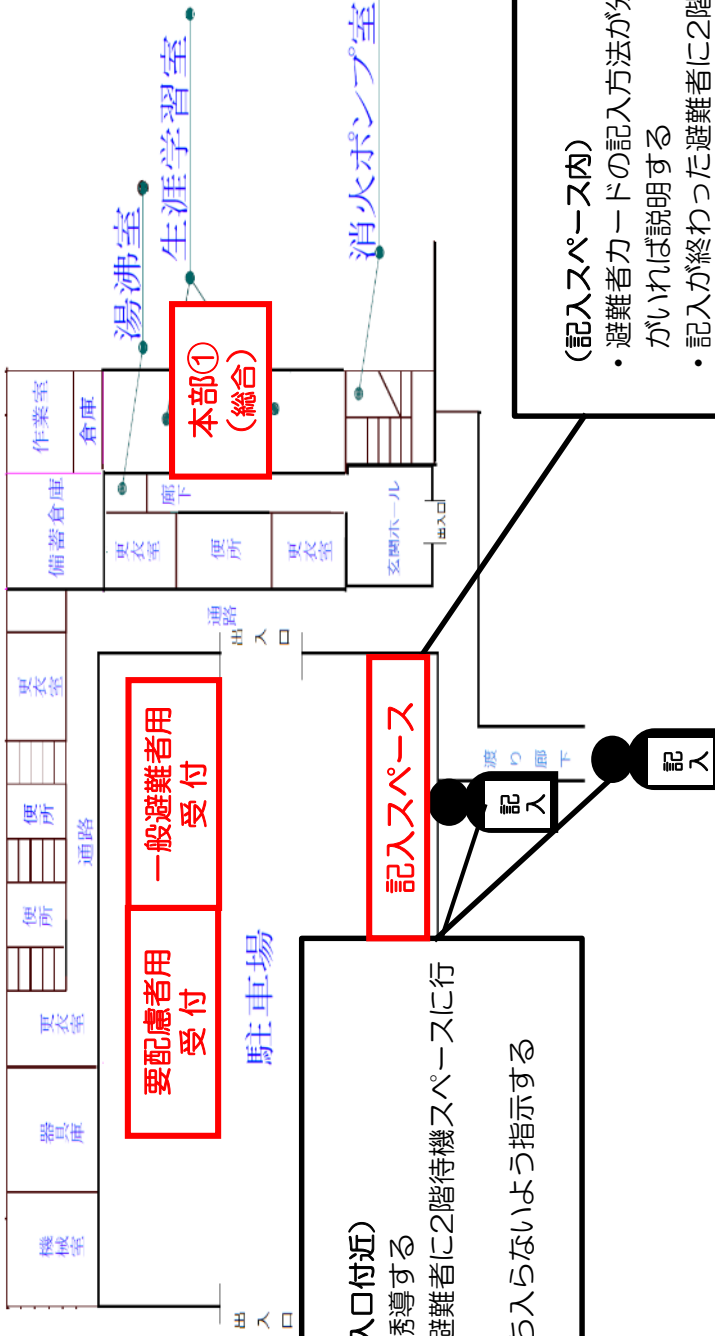 作業室
倉庫
湯沸室
生涯学習室
消火ポンプ室
本部①
（総合）
備蓄倉庫
廊下
更衣室
便所
更衣室
玄関ホール
出入口
通路
出入口
更衣室
便所
便所
通路
更衣室
器具庫
機械室
一般避難者用
受付
要配慮者用
受付
駐車場
出入口
記入スペース
渡り廊下
記入
記入
（記入スペース内）
・避難者カードの記入方法が
がいれば説明する
・記入が終わった避難者に2階
入口付近）
誘導する
避難者に2階待機スペースに行
ち入らないよう指示する